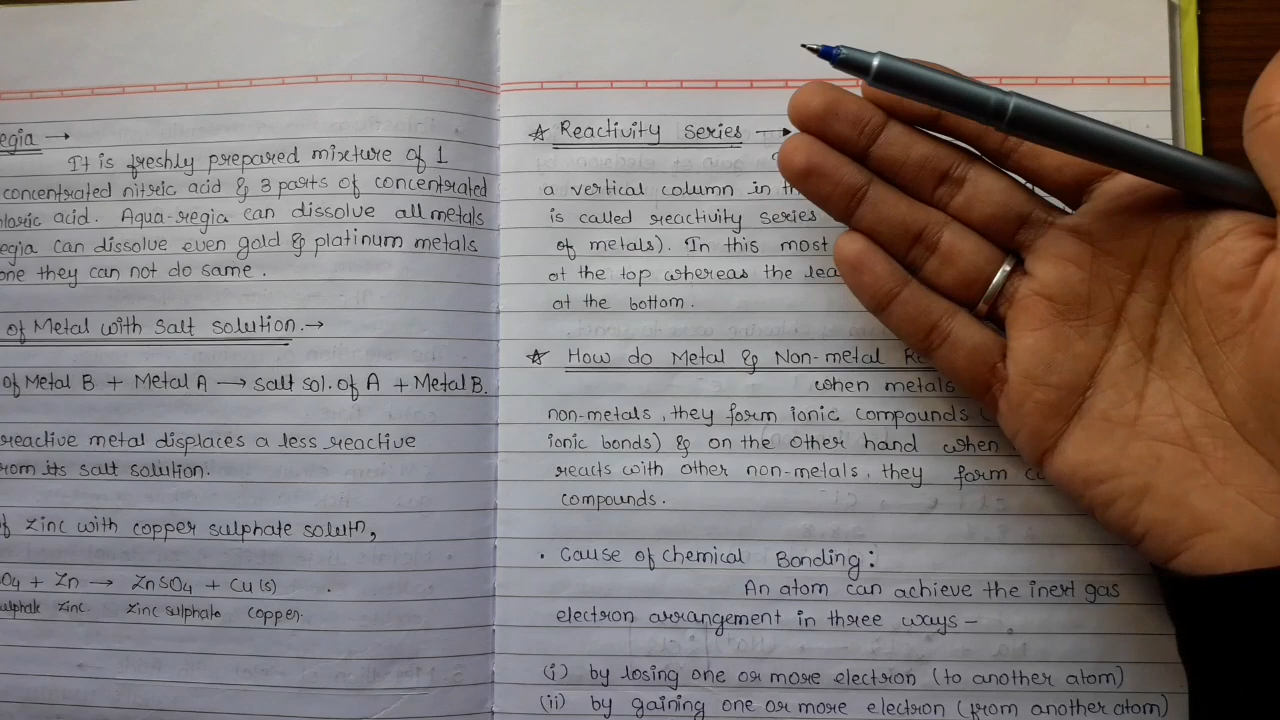 egia →
It is freshly prepared mixture of 1
concentrated nitric acid & 3 parts of concentrated
loric acid. Aqua-regia can dissolve all metals
egia can dissolve even gold & platinum metals
one they can not do same.
of Metal with salt solution. →
of Metal B + Metal A → salt sol. of A + Metal B.
reactive metal displaces a less reactive
rom its salt solution.
of zinc with copper sulphate solutn,
SO4 + Zn → ZnSO4 + Cu(s)
sulphate zinc zinc sulphate copper.
☆ Reactivity Series →
a vertical column in th
is called reactivity series
of metals). In this most
at the top whereas the lea
at the bottom.
☆ How do Metal & Non-metal Re
when metals
non-metals, they form ionic compounds (
ionic bonds) & on the other hand when
reacts with other non-metals, they form co
compounds.
• Cause of Chemical Bonding:
An atom can achieve the inert gas
electron arrangement in three ways –
(i) by losing one or more electron (to another atom)
(ii) by gaining one or more electron (from another atom)